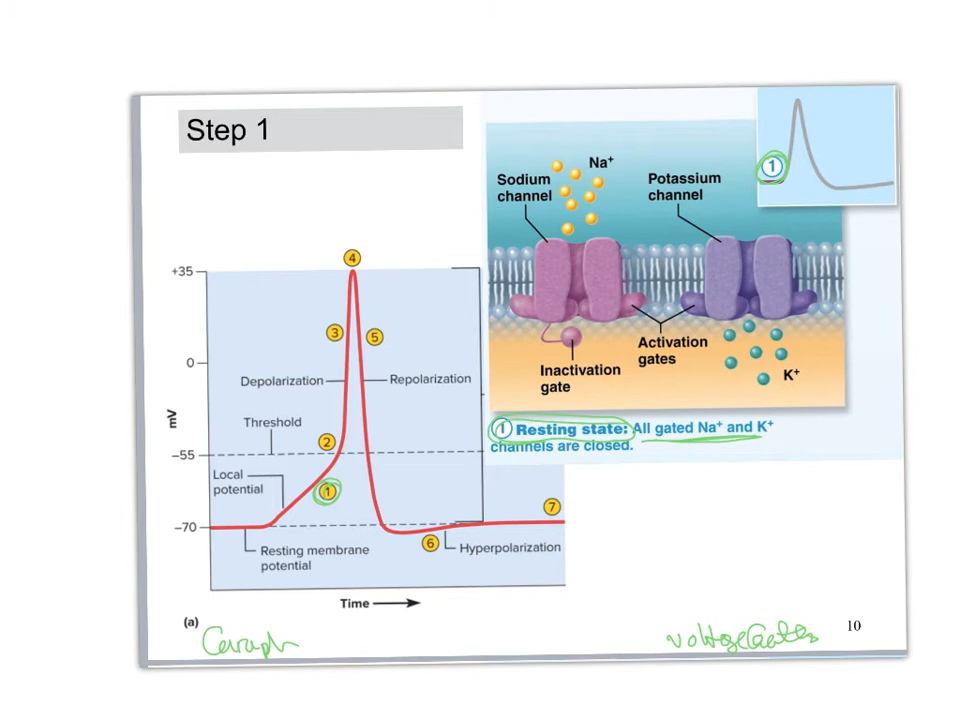 Step 1
1
Na⁺
Sodium
channel
Potassium
channel
Activation
gates
Inactivation
gate
K⁺
1 Resting state: All gated Na⁺ and K⁺
channels are closed.
+35
0
mV
−55
−70
4
3
5
Depolarization
Repolarization
Threshold
2
Local
potential
1
7
6
Resting membrane
potential
Hyperpolarization
Time
(a)
Graph
voltage Gates
10